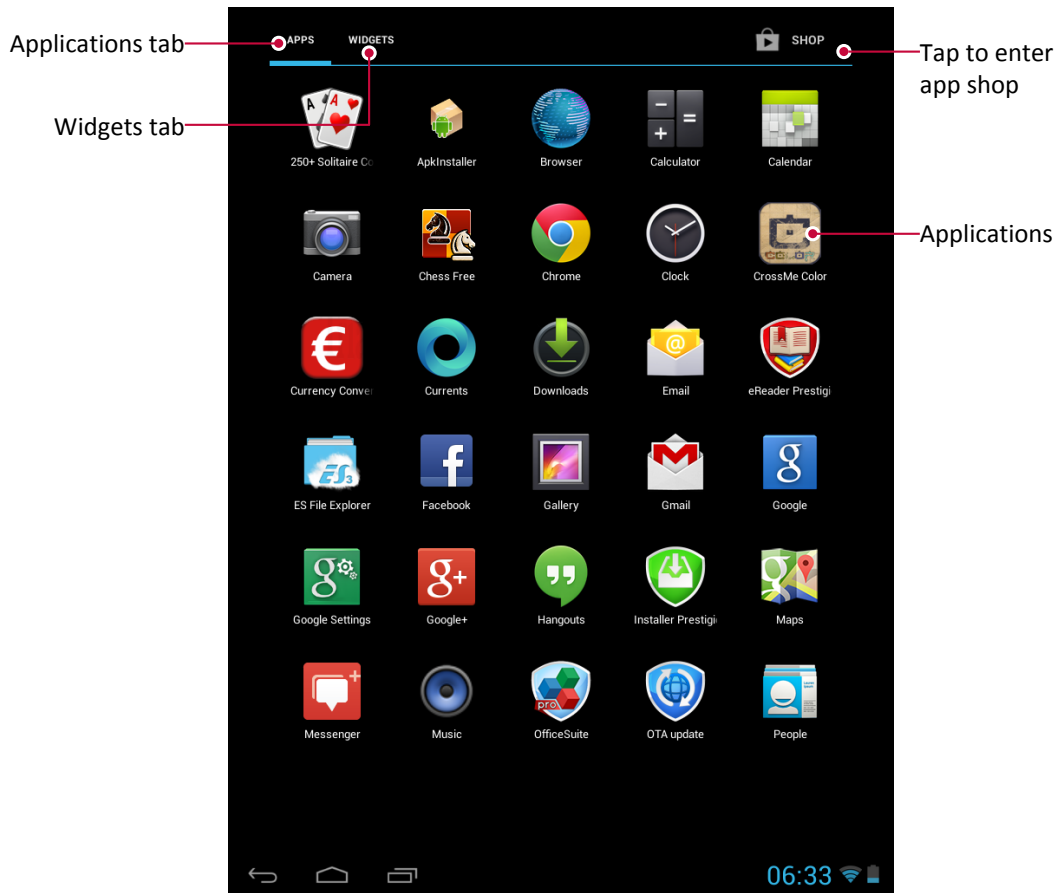 Applications tab
APPS WIDGETS
SHOP
Tap to enter
app shop
Widgets tab
250+ Solitaire Co
ApkInstaller
Browser
Calculator
Calendar
Applications
Camera
Chess Free
Chrome
Clock
CrossMe Color
Currency Conver
Currents
Downloads
Email
eReader Prestigi
ES File Explorer
Facebook
Gallery
Gmail
Google
Google Settings
Google+
Hangouts
Installer Prestigi
Maps
Messenger
Music
pro
OfficeSuite
OTA update
People
06:33